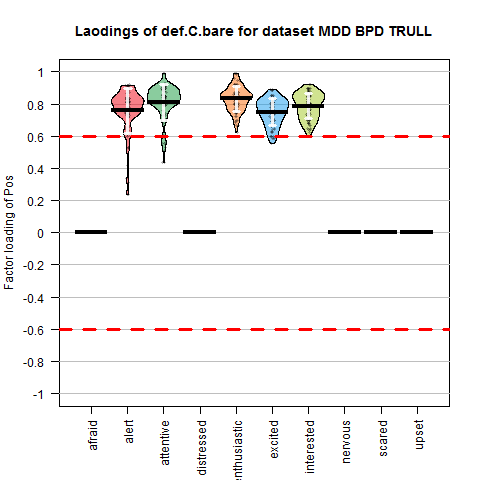 Laodings of def.C.bare for dataset MDD BPD TRULL
Factor loading of Pos
1
0.8
0.6
0.4
0.2
0
-0.2
-0.4
-0.6
-0.8
-1
afraid
alert
attentive
distressed
enthusiastic
excited
interested
nervous
scared
upset